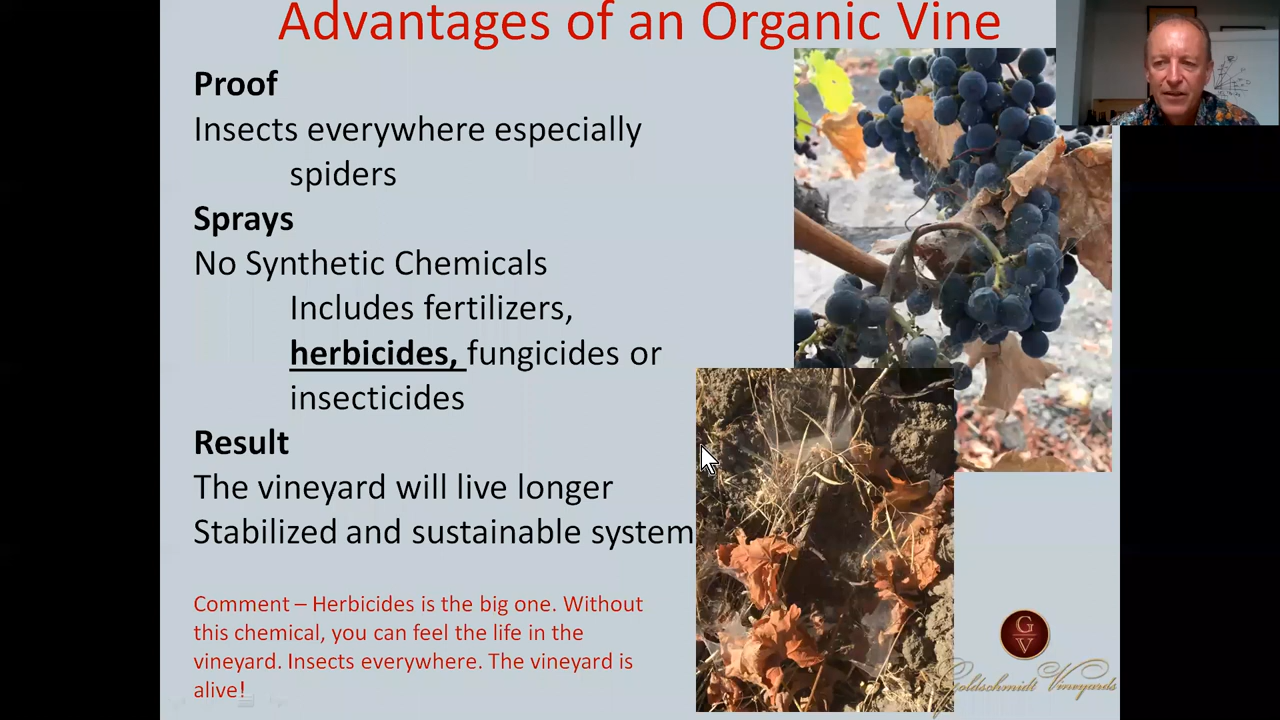 Advantages of an Organic Vine
Proof
Insects everywhere especially
spiders
Sprays
No Synthetic Chemicals
Includes fertilizers,
herbicides, fungicides or
insecticides
Result
The vineyard will live longer
Stabilized and sustainable system
Comment – Herbicides is the big one. Without
this chemical, you can feel the life in the
vineyard. Insects everywhere. The vineyard is
alive!
G
V
Goldschmidt Vineyards